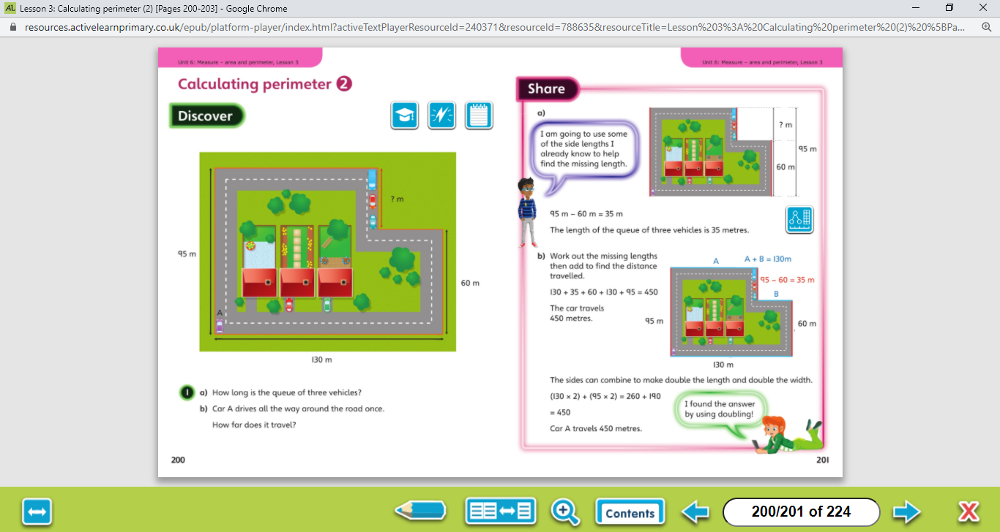 Lesson 3: Calculating perimeter (2) [Pages 200-203] - Google Chrome
resources.activelearnprimary.co.uk/epub/platform-player/index.html?activeTextPlayerResourceId=240371&resourceId=788635&resourceTitle=Lesson%203%3A%20Calculating%20perimeter%20(2)%20%5BPa...
Unit 6: Measure – area and perimeter, Lesson 3
Calculating perimeter 2
Discover
? m
95 m
60 m
A
130 m
1 a) How long is the queue of three vehicles?
b) Car A drives all the way around the road once.
How far does it travel?
200
Unit 6: Measure – area and perimeter, Lesson 3
Share
a)
I am going to use some
of the side lengths I
already know to help
find the missing length.
? m
95 m
60 m
95 m – 60 m = 35 m
The length of the queue of three vehicles is 35 metres.
b) Work out the missing lengths
then add to find the distance
travelled.
130 + 35 + 60 + 130 + 95 = 450
The car travels
450 metres.
A
A + B = 130m
95 – 60 = 35 m
B
95 m
60 m
130 m
The sides can combine to make double the length and double the width.
(130 × 2) + (95 × 2) = 260 + 190
= 450
Car A travels 450 metres.
I found the answer
by using doubling!
201
Contents
200/201 of 224